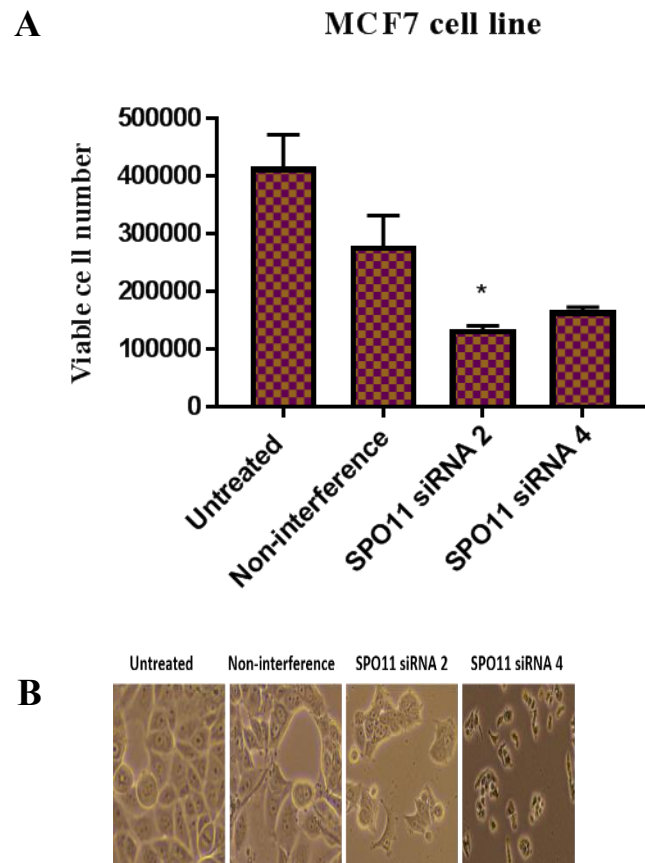 A
MCF7 cell line
Viable cell number
500000
400000
300000
200000
100000
0
*
Untreated
Non-interference
SPO11 siRNA 2
SPO11 siRNA 4
B
Untreated
Non-interference
SPO11 siRNA 2
SPO11 siRNA 4